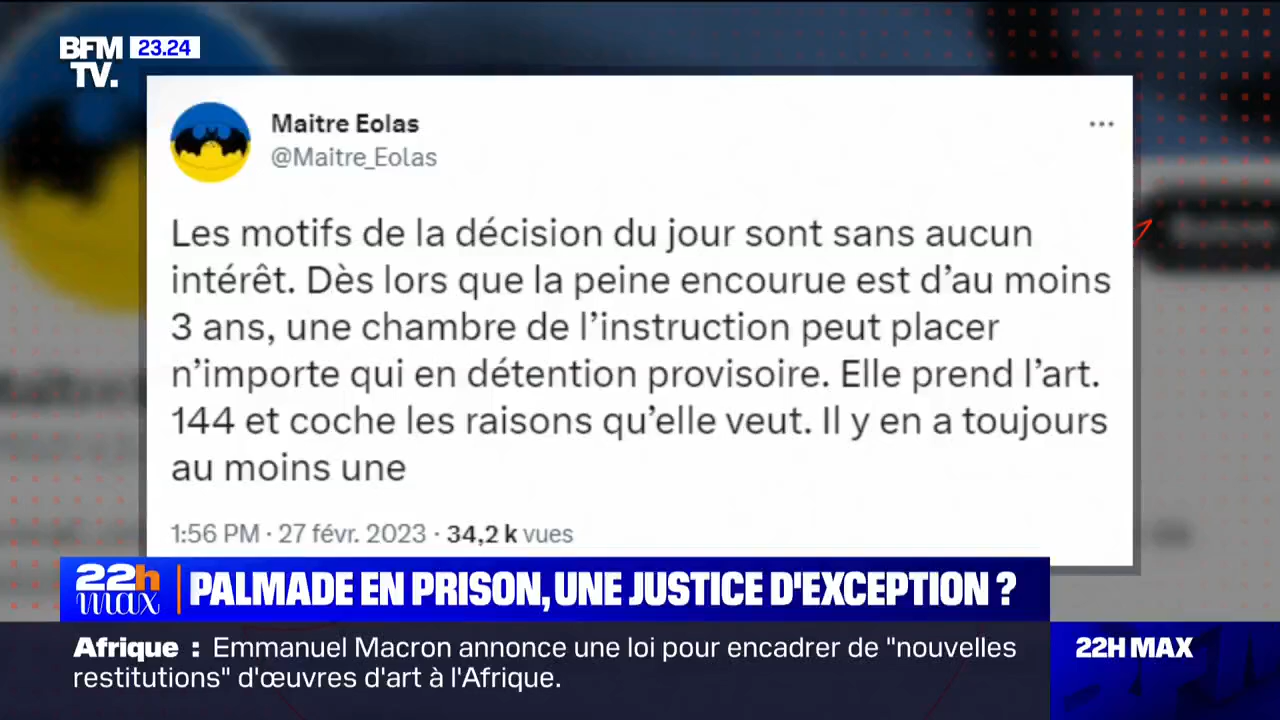 BFM
TV.
23.24
Maitre Eolas
@Maitre_Eolas
Les motifs de la décision du jour sont sans aucun
intérêt. Dès lors que la peine encourue est d’au moins
3 ans, une chambre de l’instruction peut placer
n’importe qui en détention provisoire. Elle prend l’art.
144 et coche les raisons qu’elle veut. Il y en a toujours
au moins une
1:56 PM · 27 févr. 2023 · 34,2 k vues
22h
max
PALMADE EN PRISON, UNE JUSTICE D'EXCEPTION ?
Afrique : Emmanuel Macron annonce une loi pour encadrer de "nouvelles
restitutions" d'œuvres d'art à l'Afrique.
22H MAX